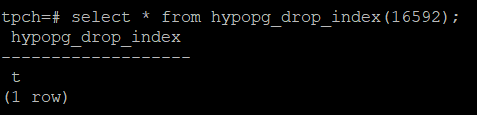 tpch=# select * from hypopg_drop_index(16592);
 hypopg_drop_index
-------------------
 t
(1 row)